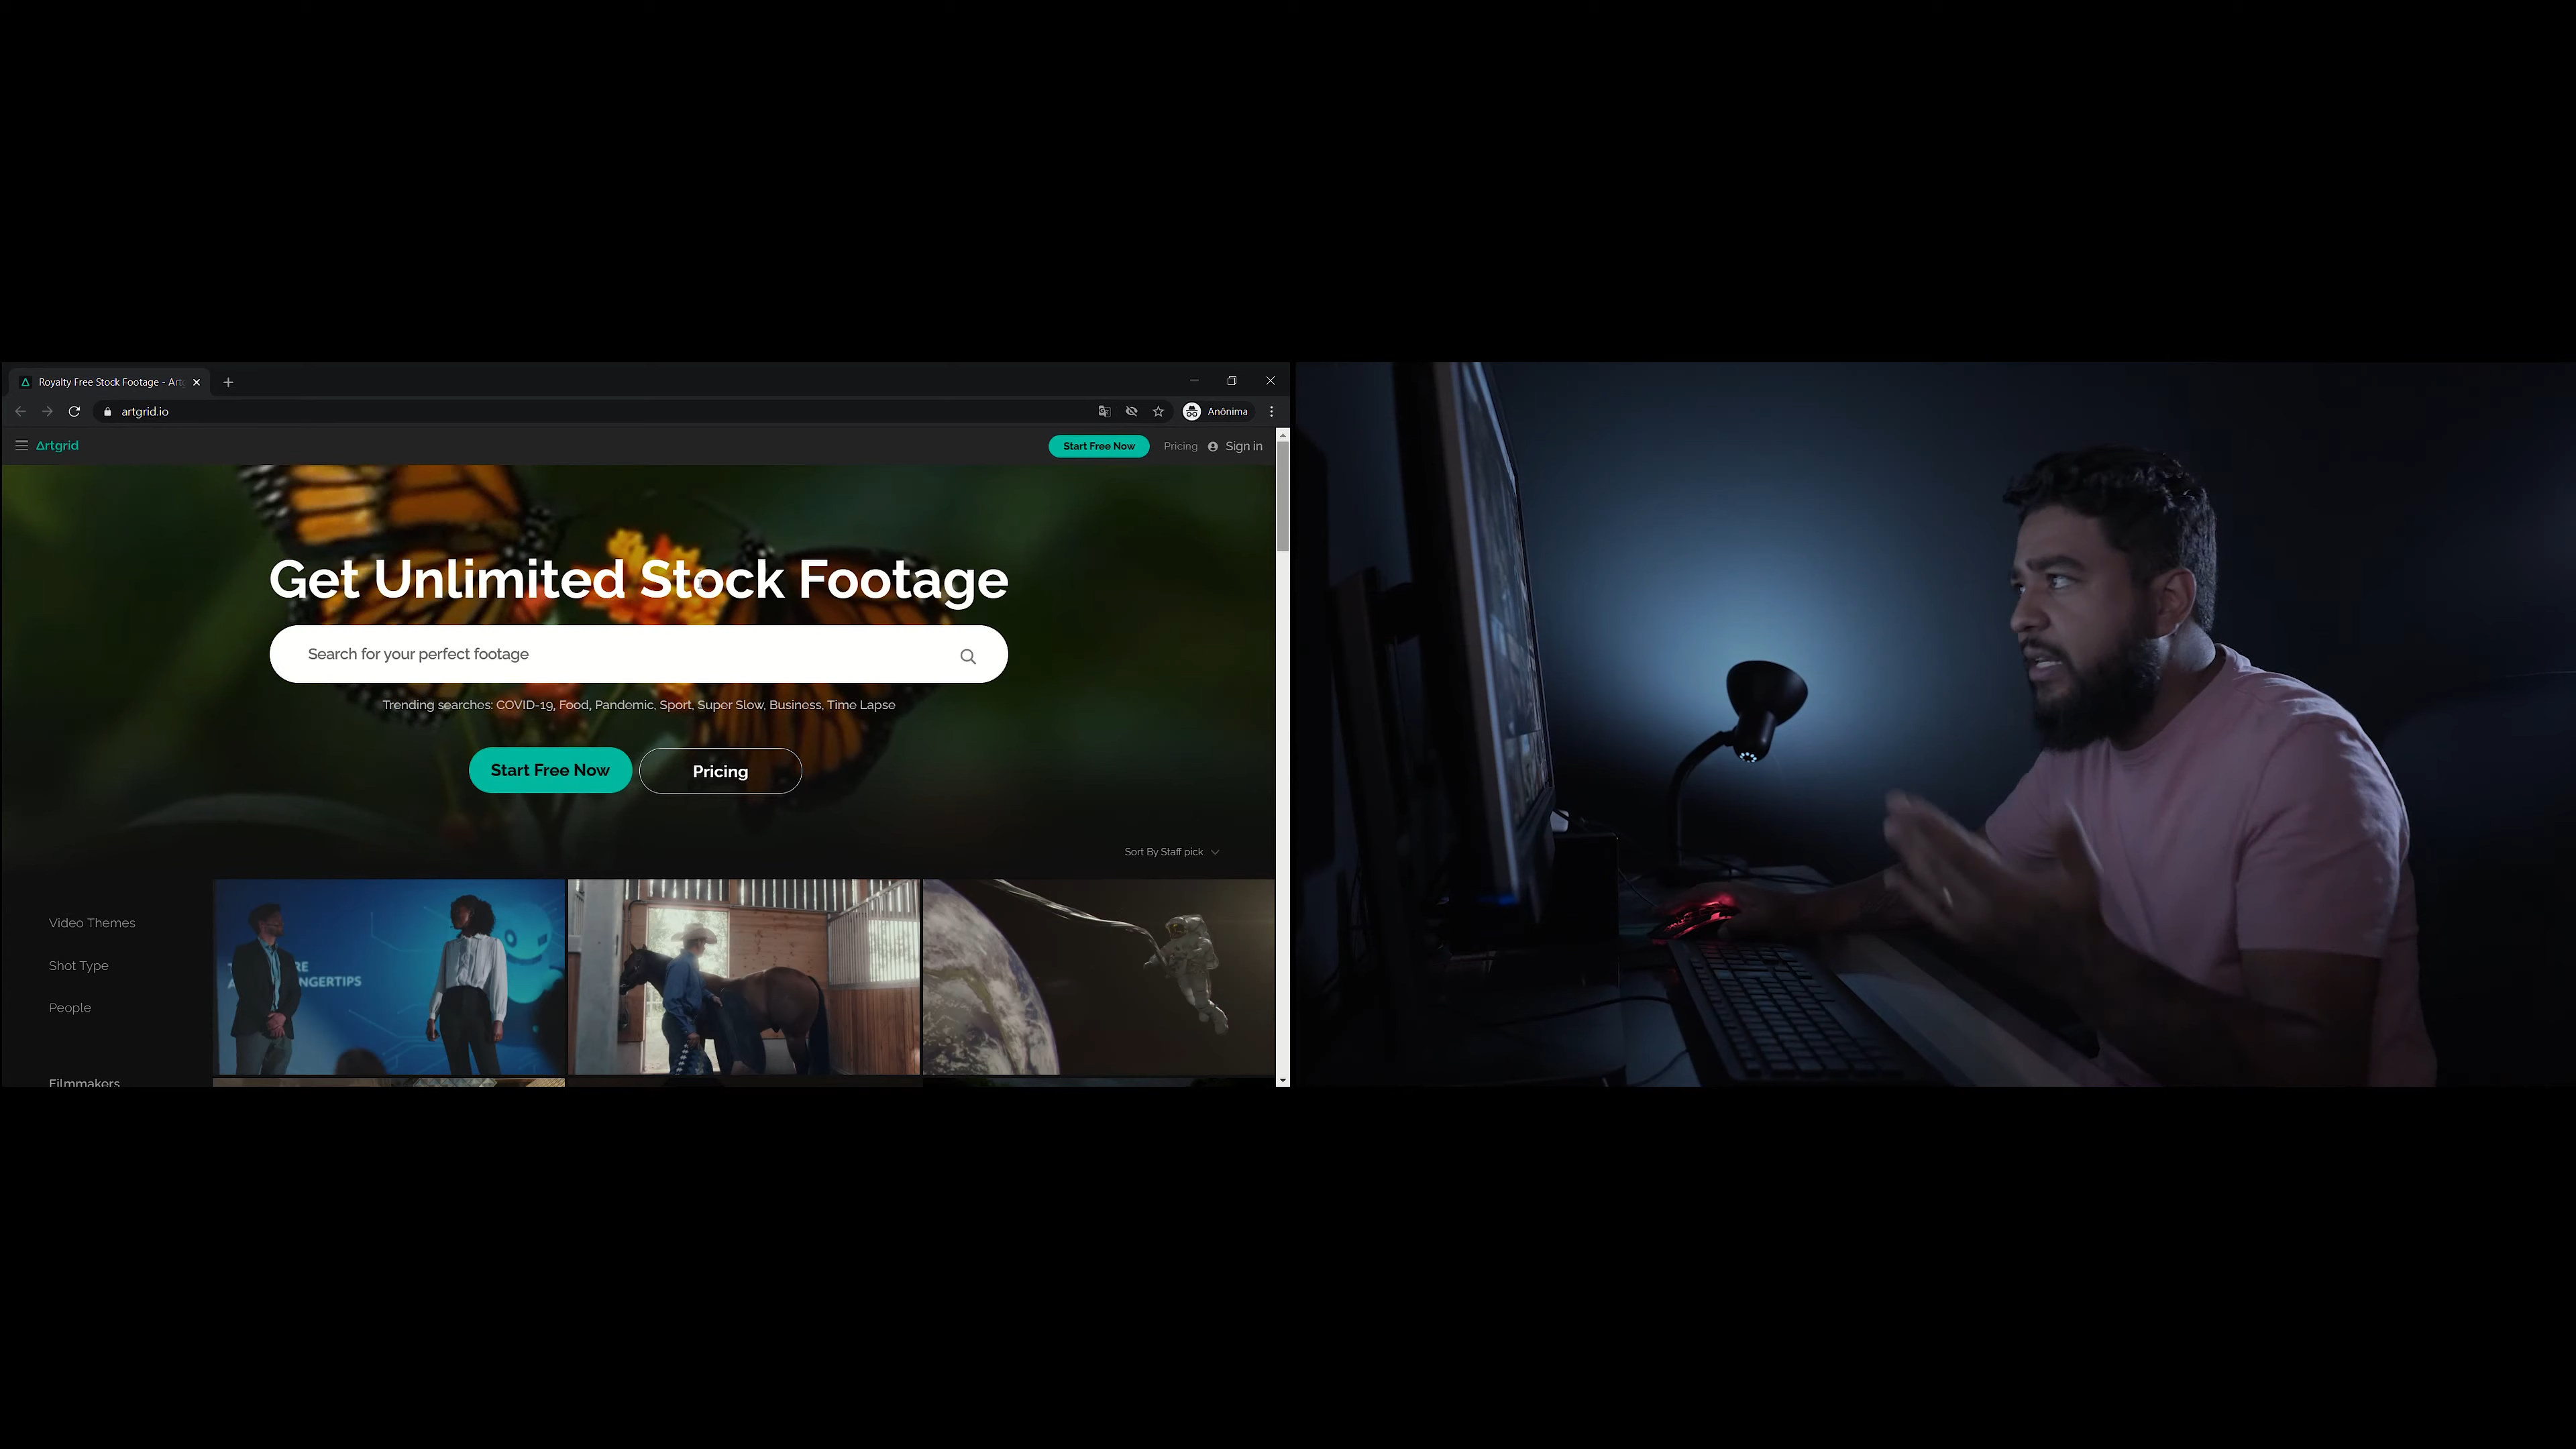 Royalty Free Stock Footage - Art
artgrid.io
Anônima
Artgrid
Start Free Now
Pricing
Sign in
Get Unlimited Stock Footage
Search for your perfect footage
Trending searches: COVID-19, Food, Pandemic, Sport, Super Slow, Business, Time Lapse
Start Free Now
Pricing
Sort By Staff pick
Video Themes
Shot Type
People
Filmmakers